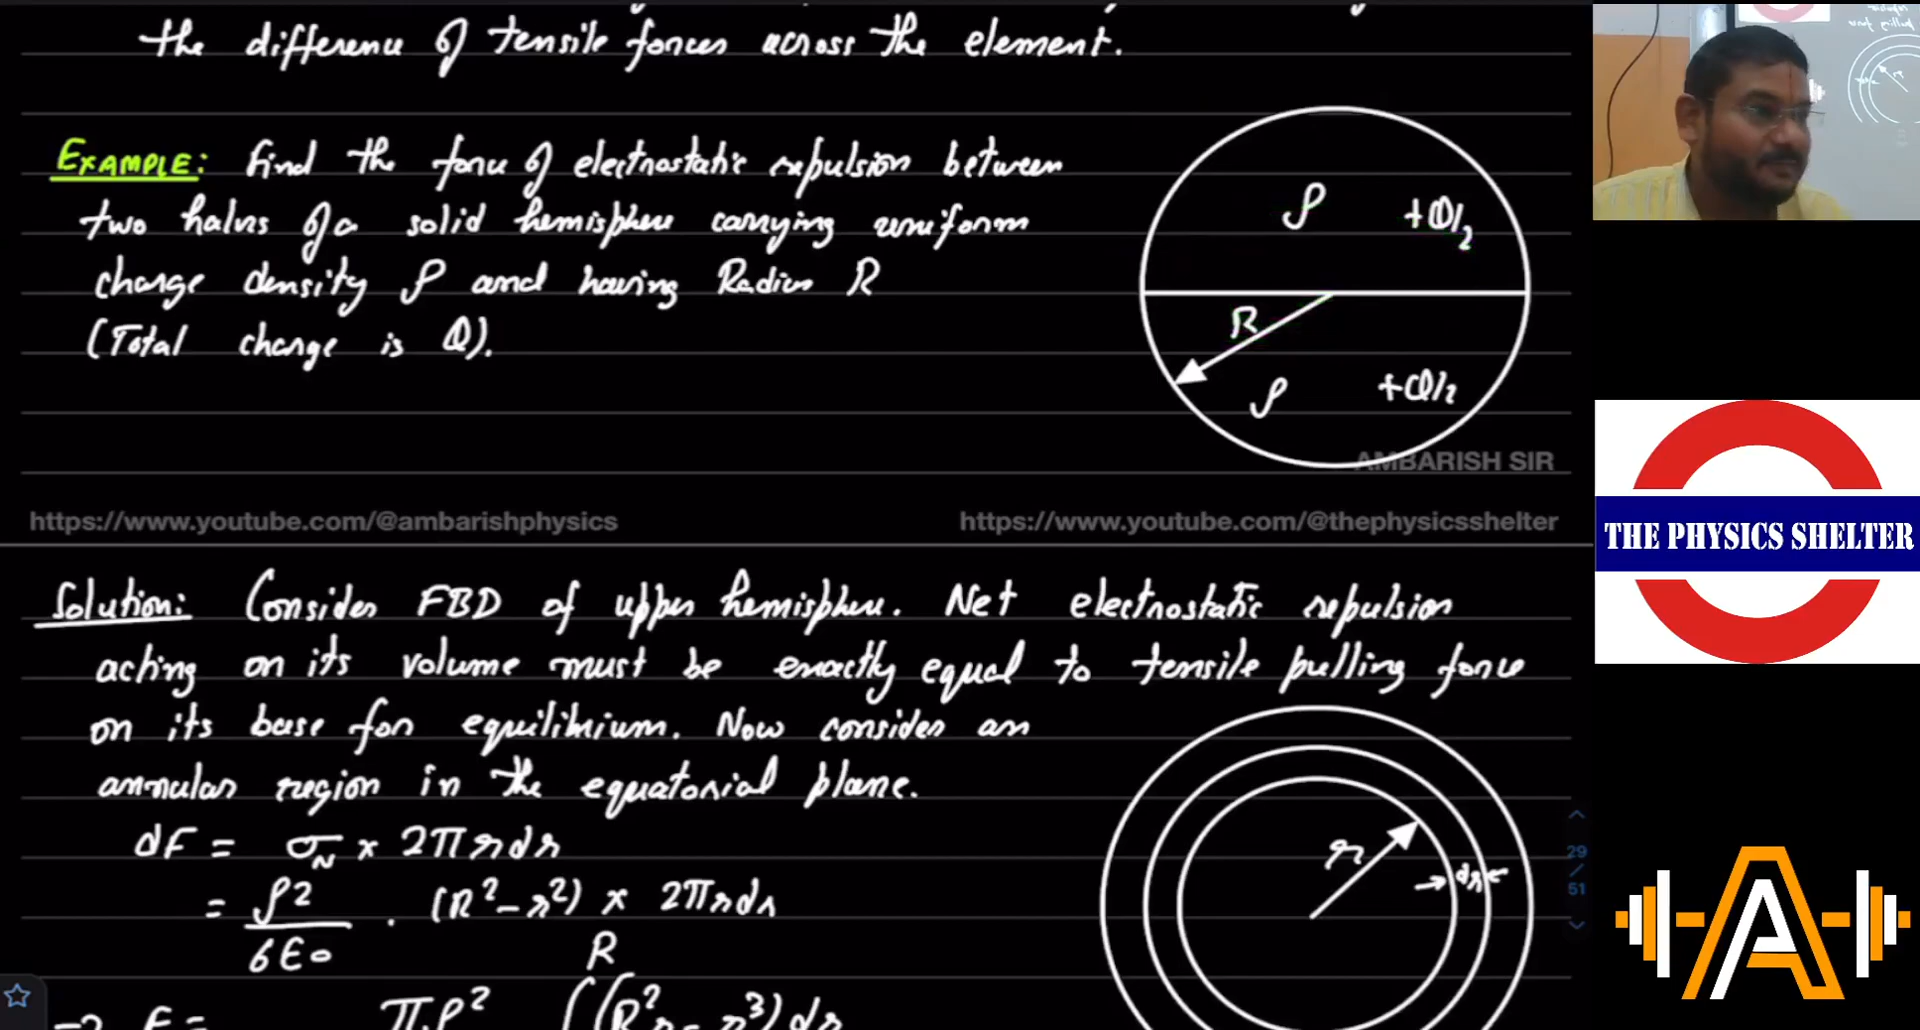 the difference of tensile forces across the element.
EXAMPLE: Find the force of electrostatic repulsion between
two halves of a solid hemisphere carrying uniform
charge density ρ and having Radius R
(Total charge is Q).
ρ +Q/2
R
ρ +Q/2
AMBARISH SIR
https://www.youtube.com/@ambarishphysics
https://www.youtube.com/@thephysicsshelter
THE PHYSICS SHELTER
Solution: Consider FBD of upper hemisphere. Net electrostatic repulsion
acting on its volume must be exactly equal to tensile pulling force
on its base for equilibrium. Now consider an
annular region in the equatorial plane.
dF = σN × 2πrdr
= ρ²/6ε0 . (R²-r²) × 2πrdr
R
r
dr
29
/
51